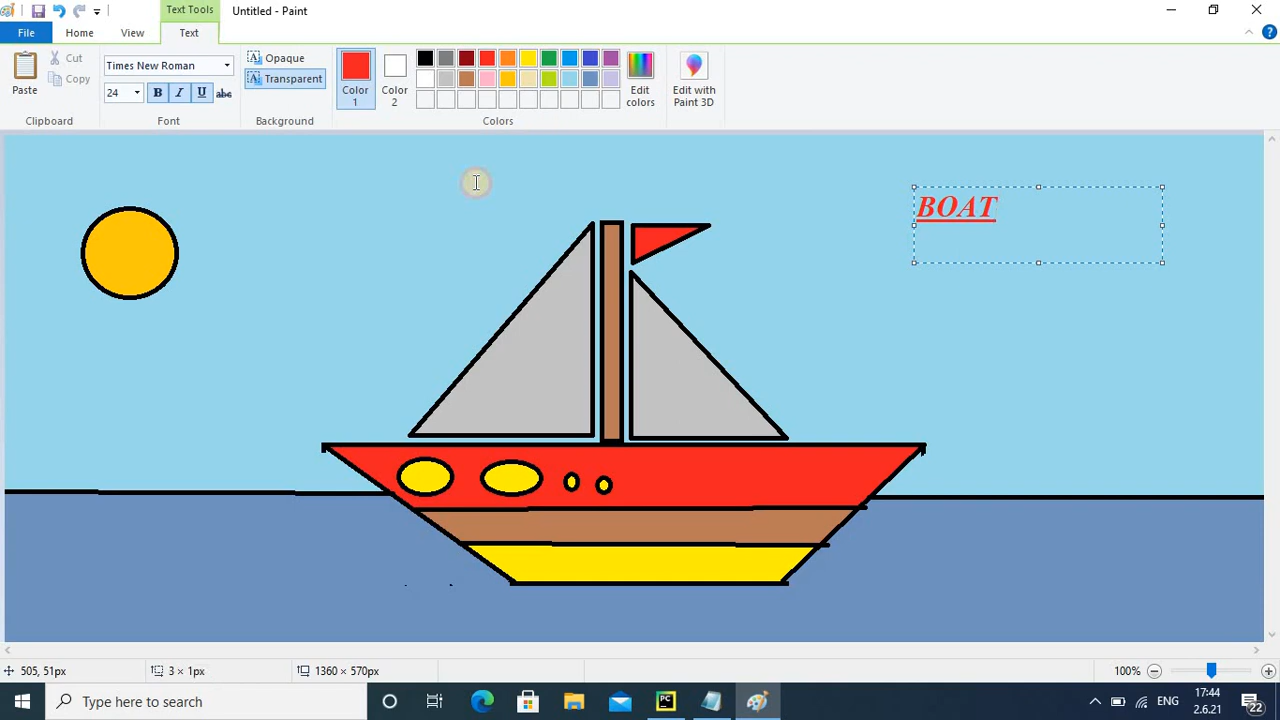 Text Tools
Untitled - Paint
File
Home
View
Text
Paste
Cut
Copy
Clipboard
Times New Roman
24
B I U abc
Font
Opaque
Transparent
Background
Color 1
Color 2
Edit colors
Colors
Edit with Paint 3D
BOAT
505, 51px
3 × 1px
1360 × 570px
100%
Type here to search
PC
ENG
17:44
2.6.21
22